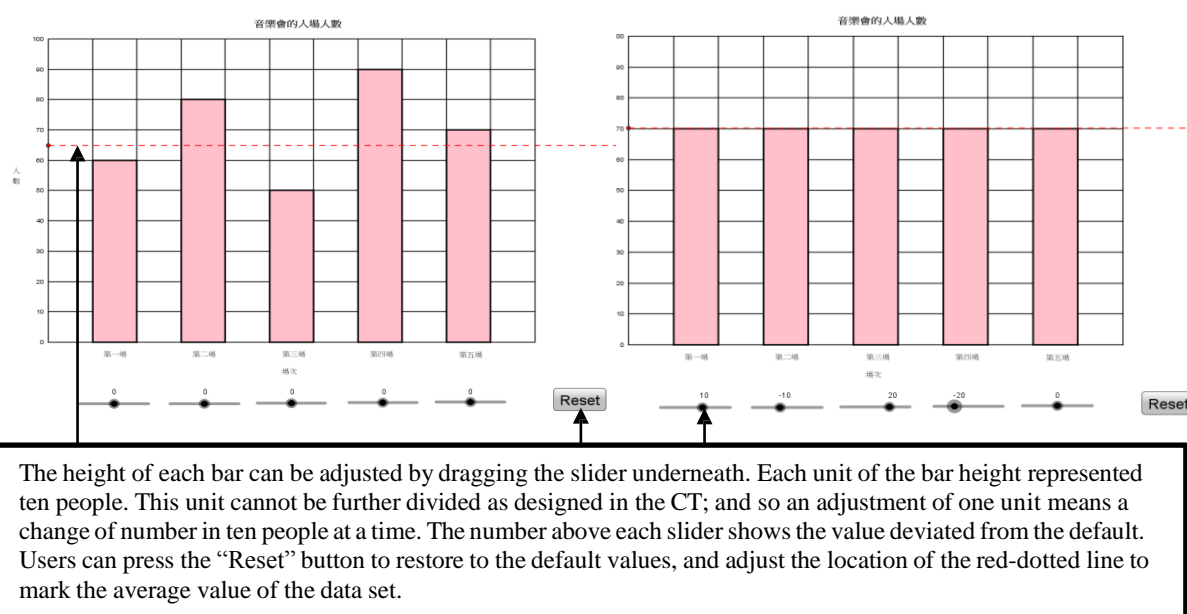 音樂會的入場人數
100
90
80
70
60
50
40
30
20
10
0
人數
第一場 第二場 第三場 第四場 第五場
場次
0 0 0 0 0
Reset
音樂會的入場人數
00
90
80
70
60
50
40
30
20
10
0
第一場 第二場 第三場 第四場 第五場
場次
10 -10 20 -20 0
Reset
The height of each bar can be adjusted by dragging the slider underneath. Each unit of the bar height represented
ten people. This unit cannot be further divided as designed in the CT; and so an adjustment of one unit means a
change of number in ten people at a time. The number above each slider shows the value deviated from the default.
Users can press the “Reset” button to restore to the default values, and adjust the location of the red-dotted line to
mark the average value of the data set.